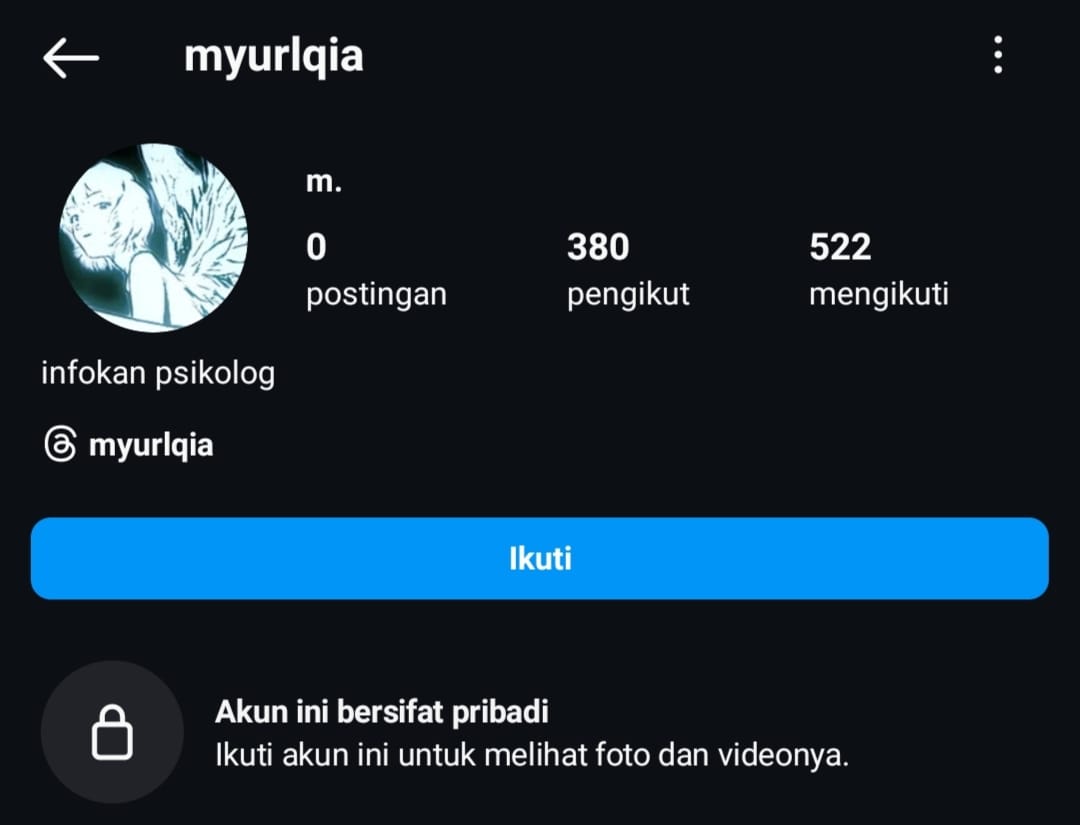 myurlqia
m.
0 380 522
postingan pengikut mengikuti
infokan psikolog
myurlqia
Ikuti
Akun ini bersifat pribadi
Ikuti akun ini untuk melihat foto dan videonya.